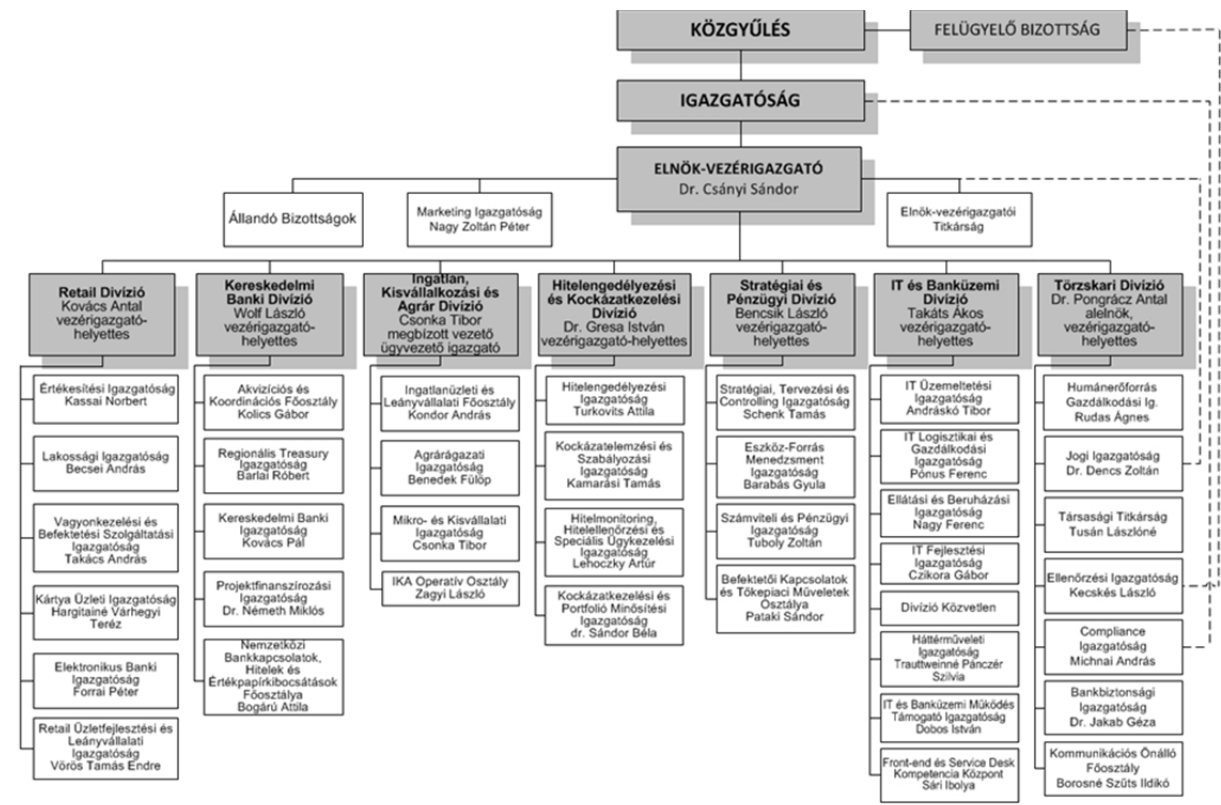 KÖZGYŰLÉS
FELÜGYELŐ BIZOTTSÁG
IGAZGATÓSÁG
ELNÖK-VEZÉRIGAZGATÓ
Dr. Csányi Sándor
Állandó Bizottságok
Marketing Igazgatóság
Nagy Zoltán Péter
Elnök-vezérigazgatói
Titkárság
Retail Divízió
Kovács Antal
vezérigazgató-
helyettes
Értékesítési Igazgatóság
Kassai Norbert
Lakossági Igazgatóság
Becsei András
Vagyonkezelési és
Befektetési Szolgáltatási
Igazgatóság
Takács András
Kártya Üzleti Igazgatóság
Hargitainé Várhegyi
Teréz
Elektronikus Banki
Igazgatóság
Forrai Péter
Retail Üzletfejlesztési és
Leányvállalati
Igazgatóság
Vörös Tamás Endre
Kereskedelmi
Banki Divízió
Wolf László
vezérigazgató-
helyettes
Akvizíciós és
Koordinációs Főosztály
Kolics Gábor
Regionális Treasury
Igazgatóság
Barlai Róbert
Kereskedelmi Banki
Igazgatóság
Kovács Pál
Projektfinanszírozási
Igazgatóság
Dr. Németh Miklós
Nemzetközi
Bankkapcsolatok,
Hitelek és
Értékpapírkibocsátások
Főosztálya
Bogárú Attila
Ingatlan,
Kisvállalkozási és
Agrár Divízió
Csonka Tibor
megbízott vezető
ügyvezető igazgató
Ingatlanüzleti és
Leányvállalati Főosztály
Kondor András
Agrárágazati
Igazgatóság
Benedek Fülöp
Mikro- és Kisvállalati
Igazgatóság
Csonka Tibor
IKA Operatív Osztály
Zagyi László
Hitelengedélyezési
és Kockázatkezelési
Divízió
Dr. Gresa István
vezérigazgató-helyettes
Hitelengedélyezési
Igazgatóság
Turkovits Attila
Kockázatelemzési és
Szabályozási
Igazgatóság
Kamarási Tamás
Hitelmonitoring,
Hitelellenőrzési és
Speciális Ügykezelési
Igazgatóság
Lehoczky Artúr
Kockázatkezelési és
Portfolió Minősítési
Igazgatóság
dr. Sándor Béla
Stratégiai és
Pénzügyi Divízió
Bencsik László
vezérigazgató-
helyettes
Stratégiai, Tervezési és
Controlling Igazgatóság
Schenk Tamás
Eszköz-Forrás
Menedzsment
Igazgatóság
Barabás Gyula
Számviteli és Pénzügyi
Igazgatóság
Tuboly Zoltán
Befektetői Kapcsolatok
és Tőkepiaci Műveletek
Osztálya
Pataki Sándor
IT és Banküzemi
Divízió
Takáts Ákos
vezérigazgató-
helyettes
IT Üzemeltetési
Igazgatóság
Andráskó Tibor
IT Logisztikai és
Gazdálkodási
Igazgatóság
Pónus Ferenc
Ellátási és Beruházási
Igazgatóság
Nagy Ferenc
IT Fejlesztési
Igazgatóság
Czikora Gábor
Divízió Közvetlen
Háttérműveleti
Igazgatóság
Trauttweinné Pánczér
Szilvia
IT és Banküzemi Működés
Támogató Igazgatóság
Dobos István
Front-end és Service Desk
Kompetencia Központ
Sári Ibolya
Törzskari Divízió
Dr. Pongrácz Antal
alelnök,
vezérigazgató-
helyettes
Humánerőforrás
Gazdálkodási Ig.
Rudas Ágnes
Jogi Igazgatóság
Dr. Dencs Zoltán
Társasági Titkárság
Tusán Lászlóné
Ellenőrzési Igazgatóság
Kecskés László
Compliance
Igazgatóság
Michnai András
Bankbiztonsági
Igazgatóság
Dr. Jakab Géza
Kommunikációs Önálló
Főosztály
Borosné Szűts Ildikó